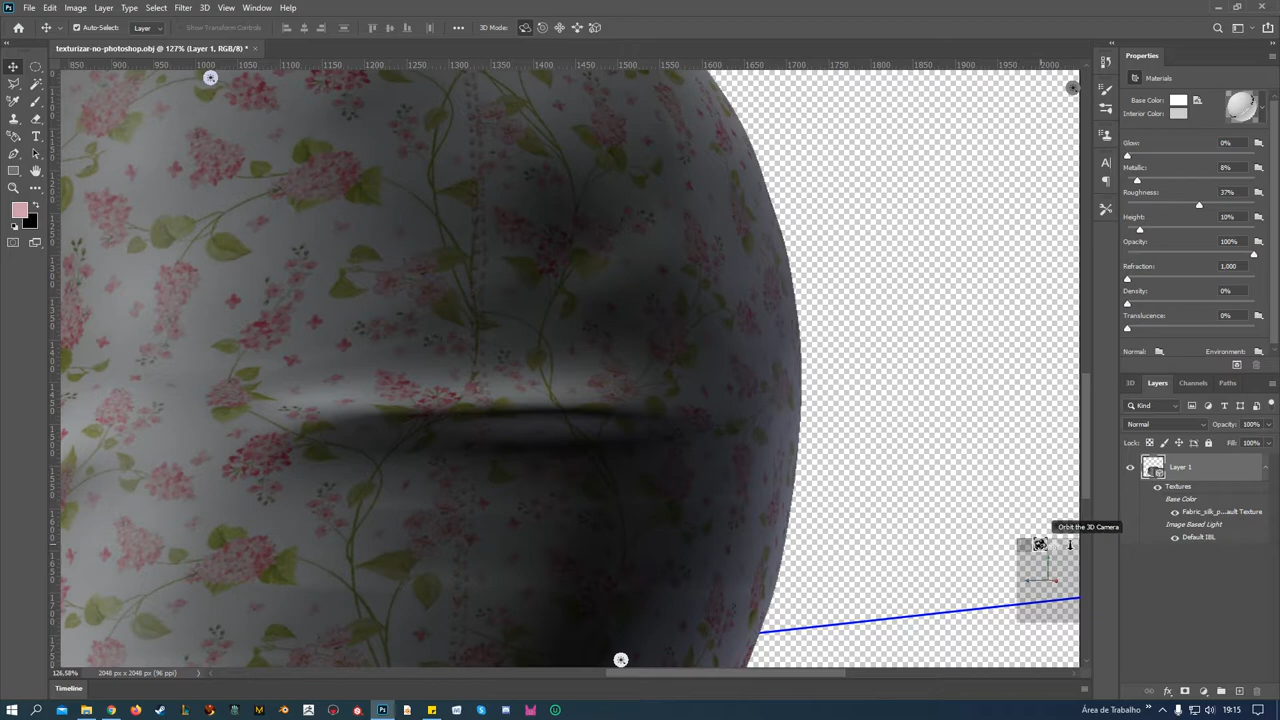 File Edit Image Layer Type Select Filter 3D View Window Help
Auto-Select: Layer Show Transform Controls 3D Mode:
texturizar-no-photoshop.obj @ 127% (Layer 1, RGB/8) *
850 900 950 1000 1050 1100 1150 1200 1250 1300 1350 1400 1450 1500 1550 1600 1650 1700 1750 1800 1850 1900 1950 2000
Properties
Materials
Base Color:
Interior Color:
Glow: 0%
Metallic: 8%
Roughness: 37%
Height: 10%
Opacity: 100%
Refraction: 1,000
Density: 0%
Translucence: 0%
Normal: Environment:
3D Layers Channels Paths
Kind
Normal Opacity: 100%
Lock: Fill: 100%
Layer 1
Textures
Base Color
Fabric_silk_p...ault Texture
Image Based Light
Default IBL
Orbit the 3D Camera
126,58% 2048 px x 2048 px (96 ppi)
Timeline
Área de Trabalho 19:15